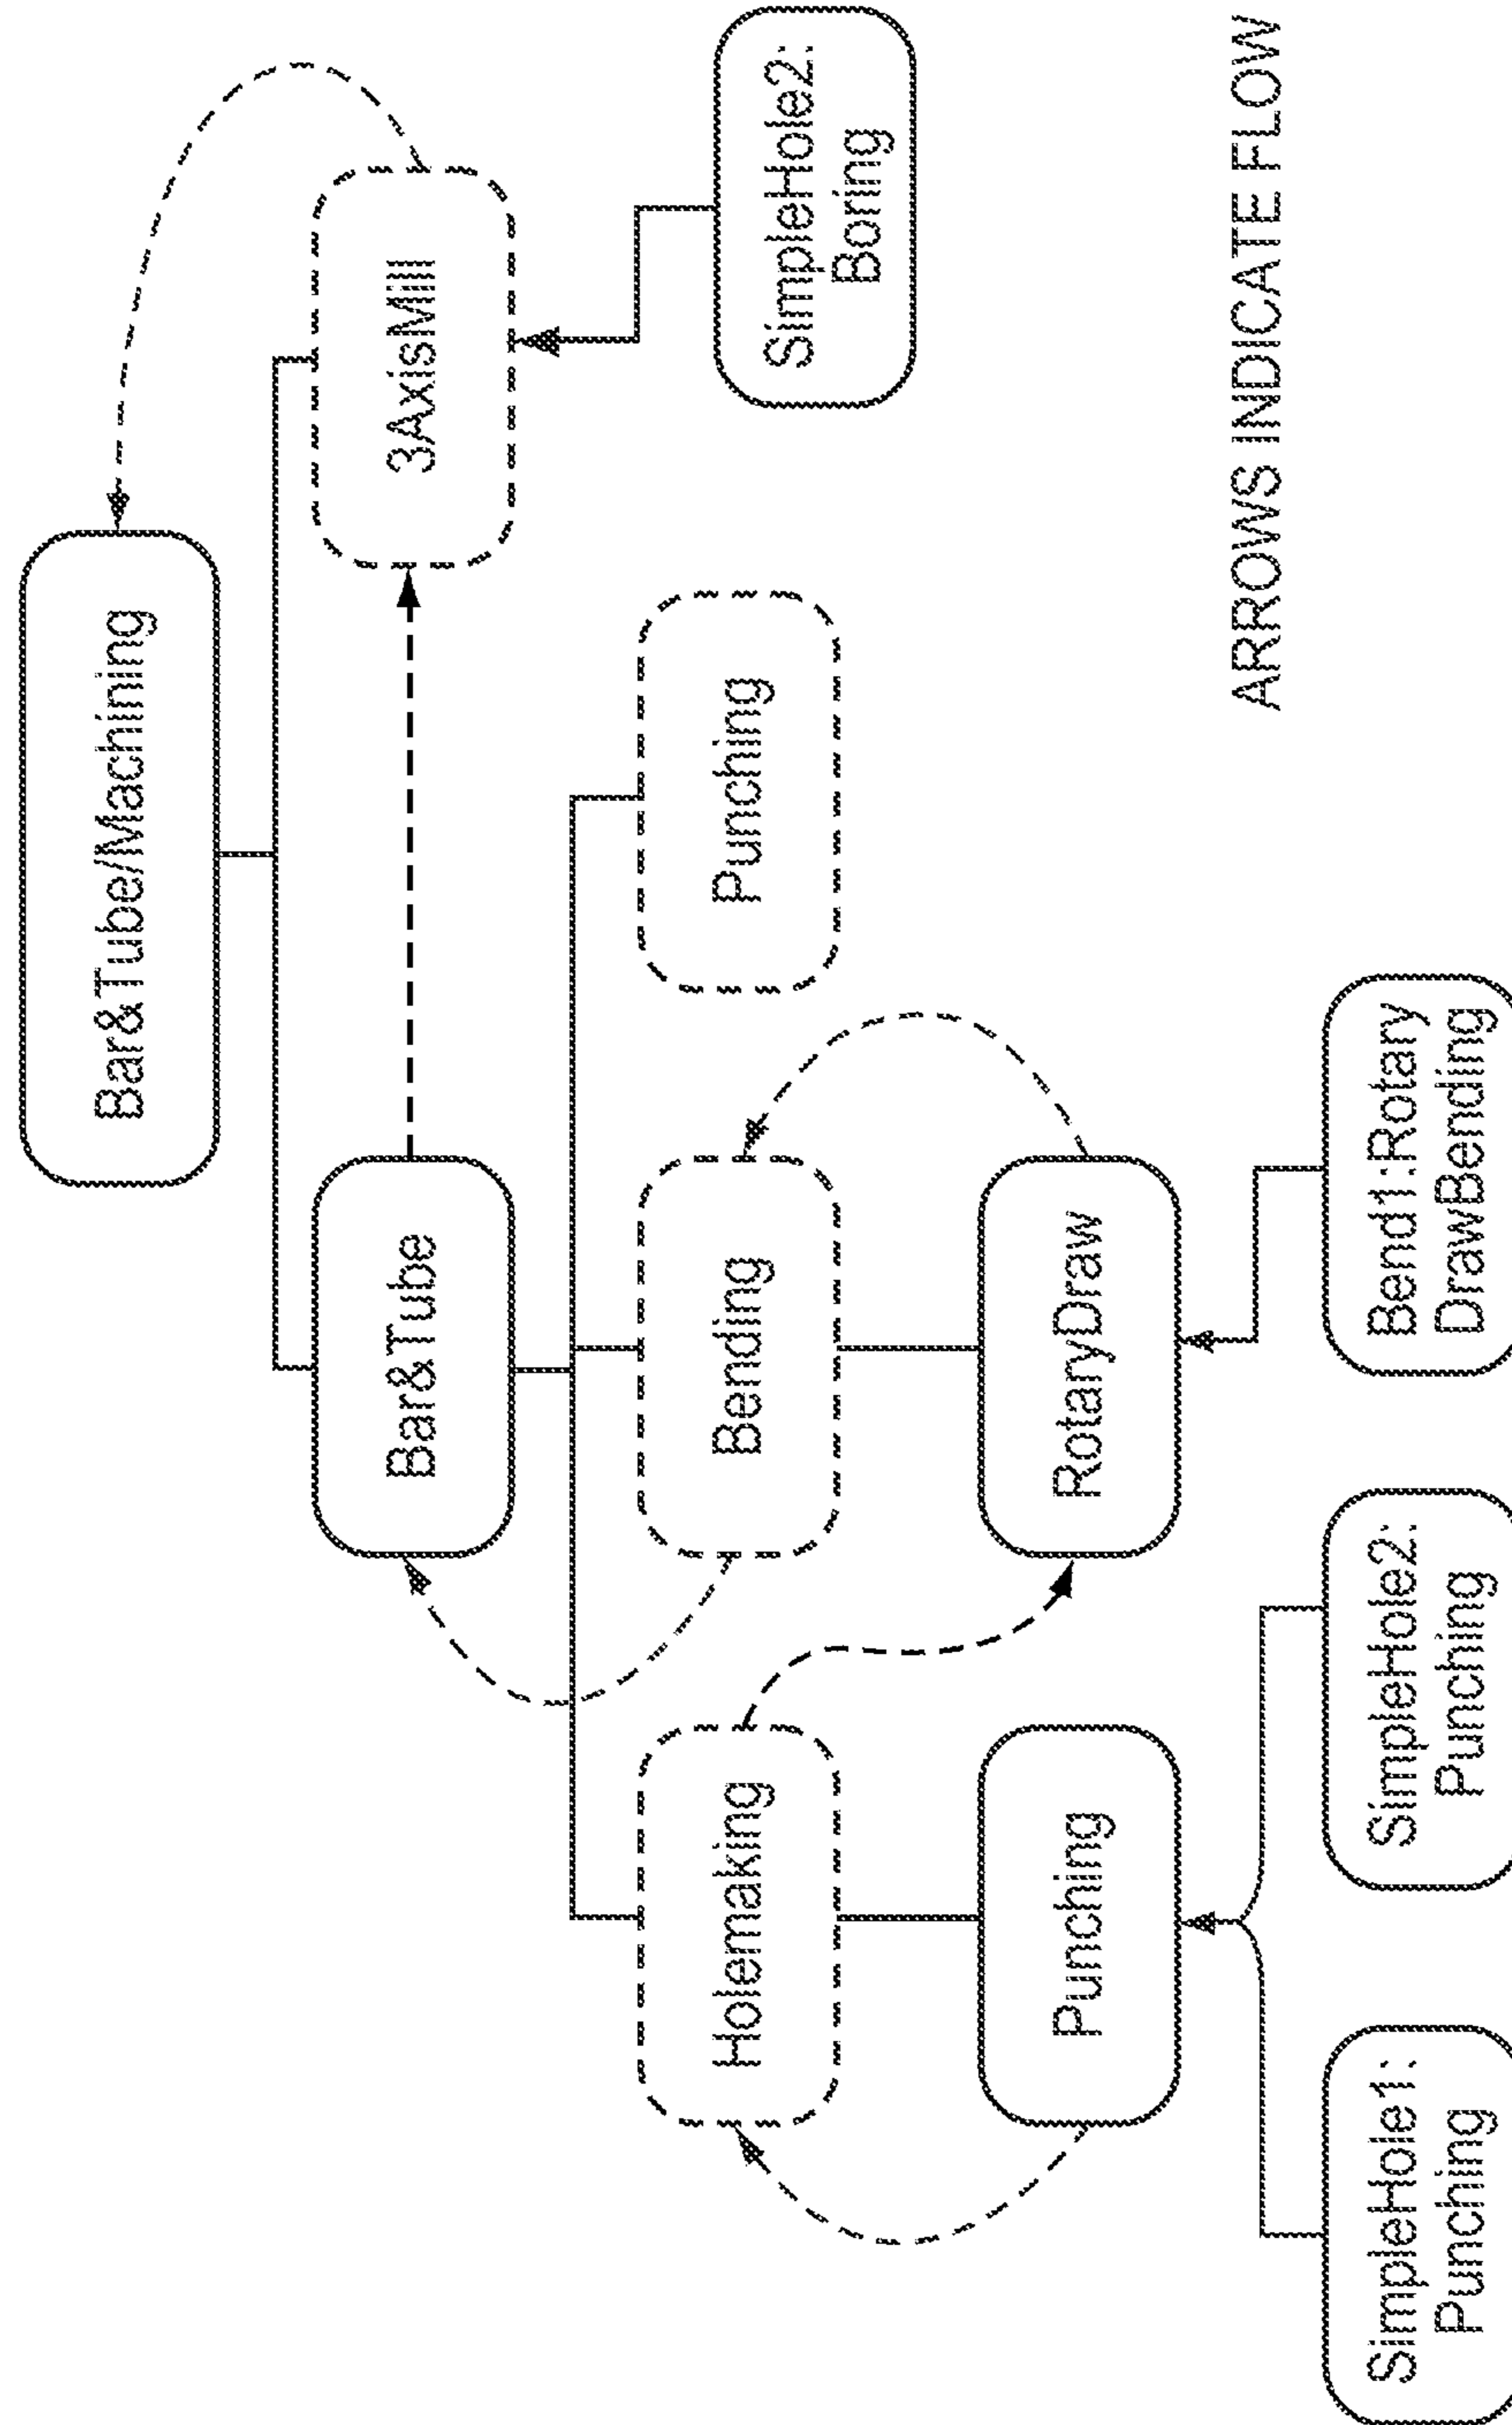 Bar&Tube/Machining
Bar&Tube
3AxisMill
Holemaking
Bending
Punching
SimpleHole2:
Boring
Punching
RotaryDraw
SimpleHole1:
Punching
SimpleHole2:
Punching
Bend1:Rotary
DrawBending
ARROWS INDICATE FLOW